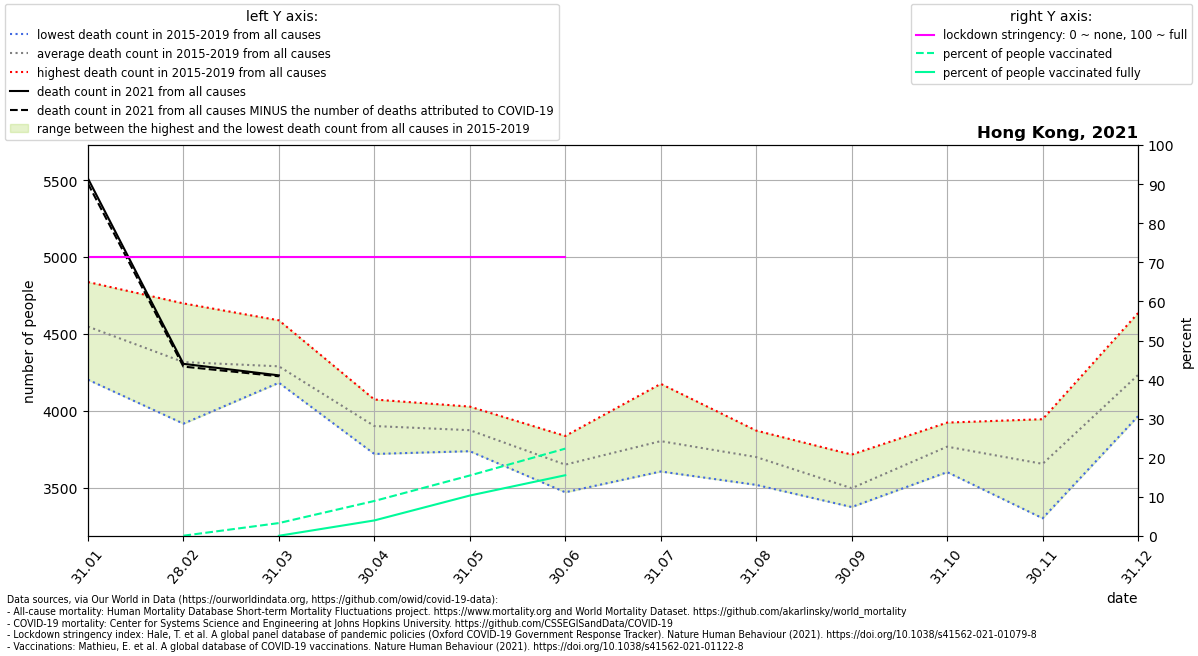 left Y axis:
lowest death count in 2015-2019 from all causes
average death count in 2015-2019 from all causes
highest death count in 2015-2019 from all causes
death count in 2021 from all causes
death count in 2021 from all causes MINUS the number of deaths attributed to COVID-19
range between the highest and the lowest death count from all causes in 2015-2019
right Y axis:
lockdown stringency: 0 ~ none, 100 ~ full
percent of people vaccinated
percent of people vaccinated fully
Hong Kong, 2021
number of people
5500
5000
4500
4000
3500
100
90
80
70
60
50
40
30
20
10
0
percent
31.01
28.02
31.03
30.04
31.05
30.06
31.07
31.08
30.09
31.10
30.11
31.12
date
Data sources, via Our World in Data (https://ourworldindata.org, https://github.com/owid/covid-19-data):
- All-cause mortality: Human Mortality Database Short-term Mortality Fluctuations project. https://www.mortality.org and World Mortality Dataset. https://github.com/akarlinsky/world_mortality
- COVID-19 mortality: Center for Systems Science and Engineering at Johns Hopkins University. https://github.com/CSSEGISandData/COVID-19
- Lockdown stringency index: Hale, T. et al. A global panel database of pandemic policies (Oxford COVID-19 Government Response Tracker). Nature Human Behaviour (2021). https://doi.org/10.1038/s41562-021-01079-8
- Vaccinations: Mathieu, E. et al. A global database of COVID-19 vaccinations. Nature Human Behaviour (2021). https://doi.org/10.1038/s41562-021-01122-8